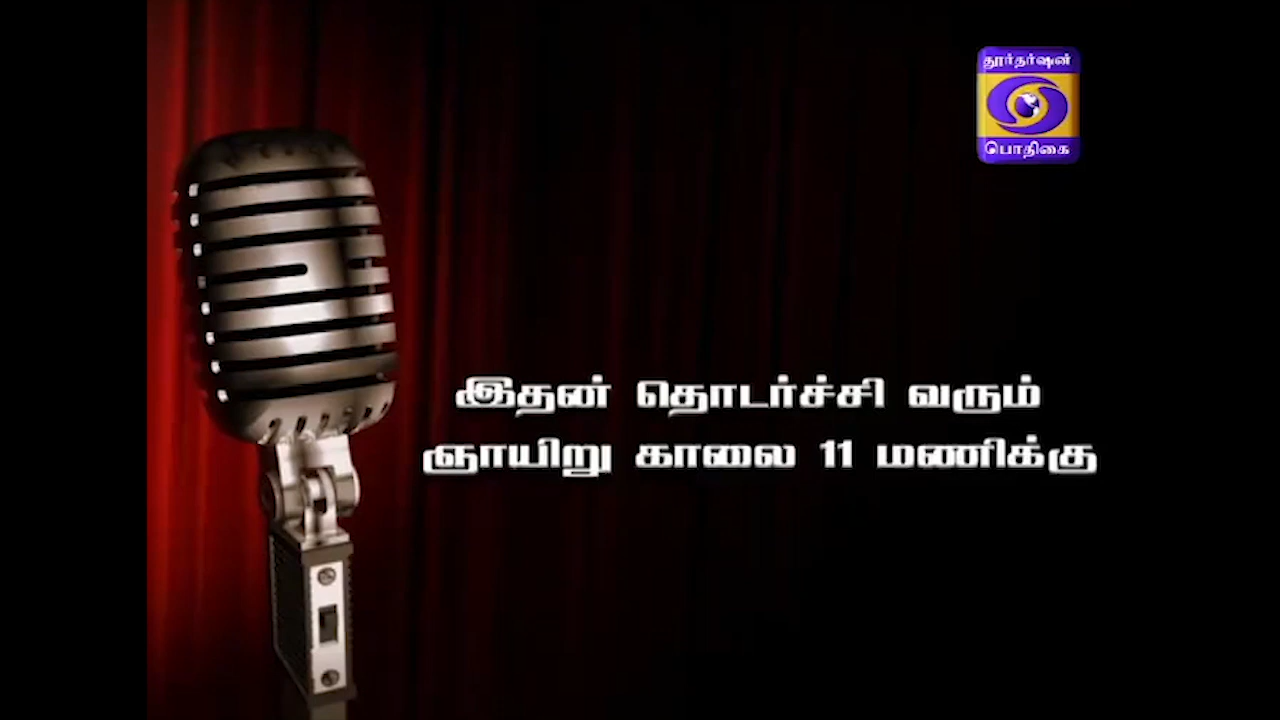 தூர்தர்ஷன்
பொதிகை
இதன் தொடர்ச்சி வரும்
ஞாயிறு காலை 11 மணிக்கு